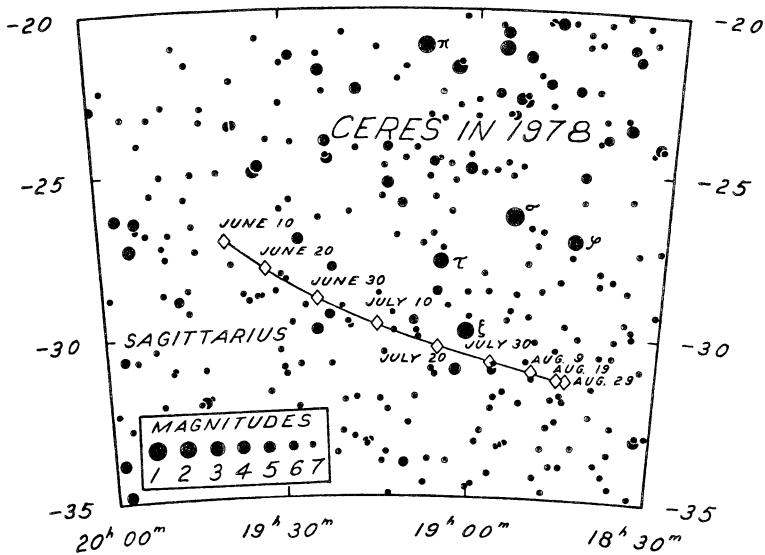 -20 -20
π
CERES IN 1978
-25 -25
σ
φ
JUNE 10
τ
JUNE 20
JUNE 30
JULY 10
ξ
SAGITTARIUS
JULY 30
-30 -30
JULY 20
AUG. 9
AUG. 19
AUG. 29
MAGNITUDES
1 2 3 4 5 6 7
-35 -35
20ʰ 00ᵐ 19ʰ 30ᵐ 19ʰ 00ᵐ 18ʰ 30ᵐ